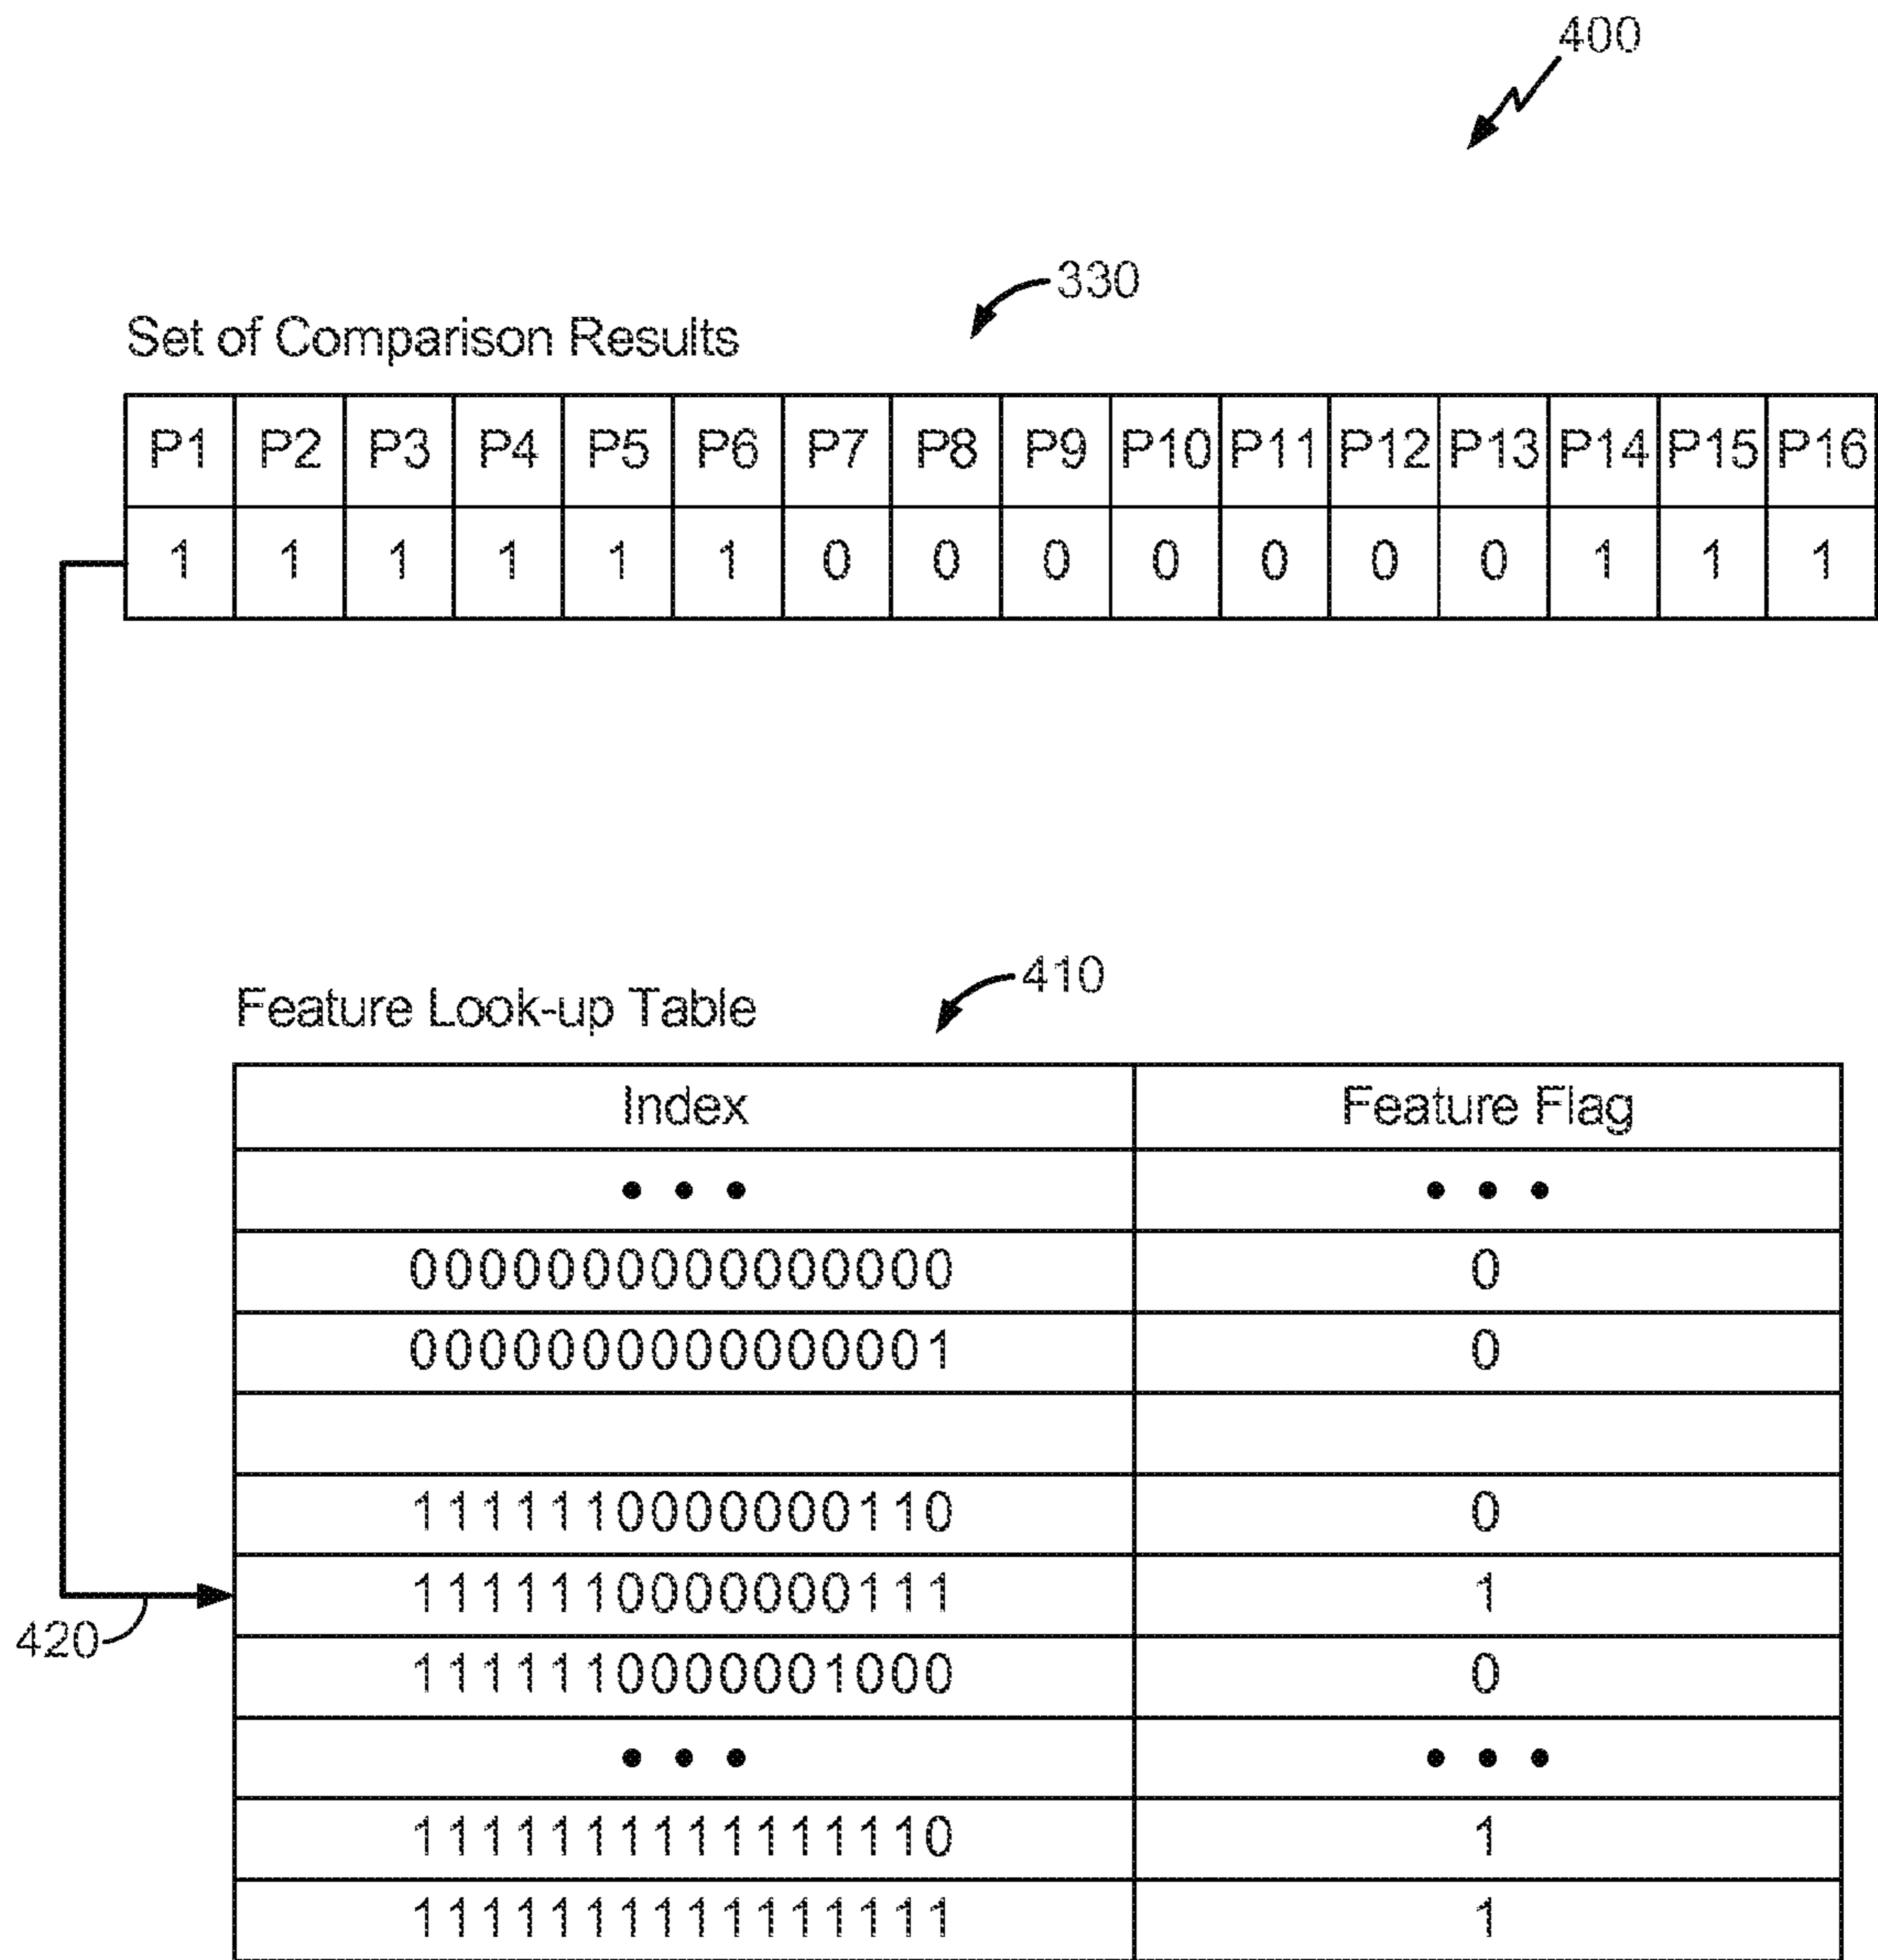 400
330
Set of Comparison Results
P1 P2 P3 P4 P5 P6 P7 P8 P9 P10 P11 P12 P13 P14 P15 P16
1 1 1 1 1 1 0 0 0 0 0 0 0 1 1 1
410
Feature Look-up Table
Index Feature Flag
• • • • • •
0000000000000000 0
0000000000000001 0
1111110000000110 0
1111110000000111 1
420
1111110000001000 0
• • • • • •
1111111111111110 1
1111111111111111 1